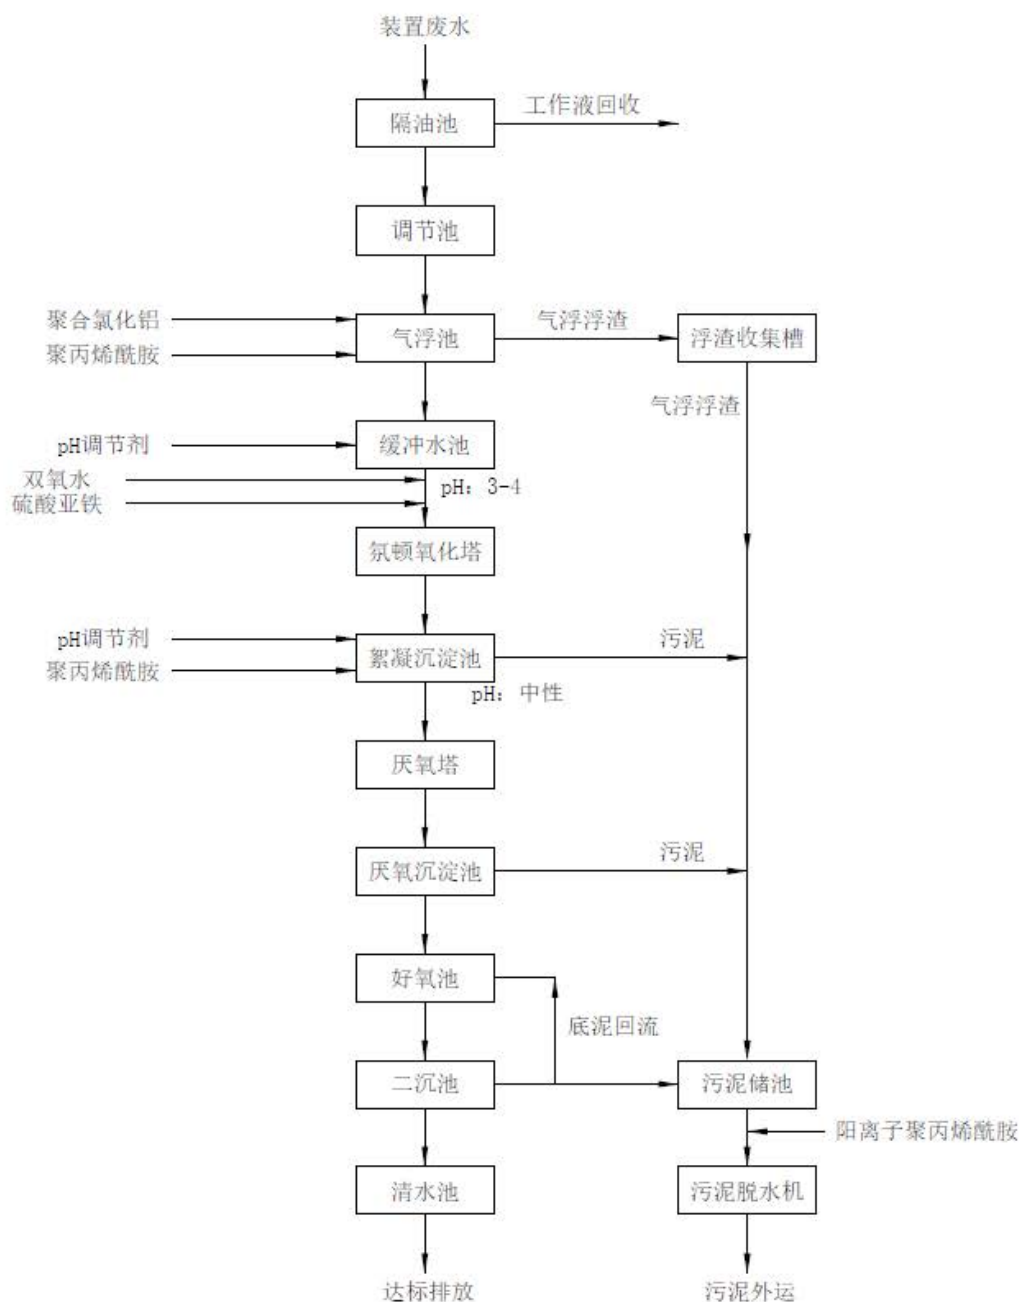 装置废水
隔油池
工作液回收
调节池
聚合氯化铝
聚丙烯酰胺
气浮池
气浮浮渣
浮渣收集槽
气浮浮渣
pH调节剂
缓冲水池
双氧水
硫酸亚铁
pH：3-4
氛顿氧化塔
pH调节剂
聚丙烯酰胺
絮凝沉淀池
污泥
pH：中性
厌氧塔
厌氧沉淀池
污泥
好氧池
底泥回流
二沉池
污泥储池
阳离子聚丙烯酰胺
清水池
污泥脱水机
达标排放
污泥外运